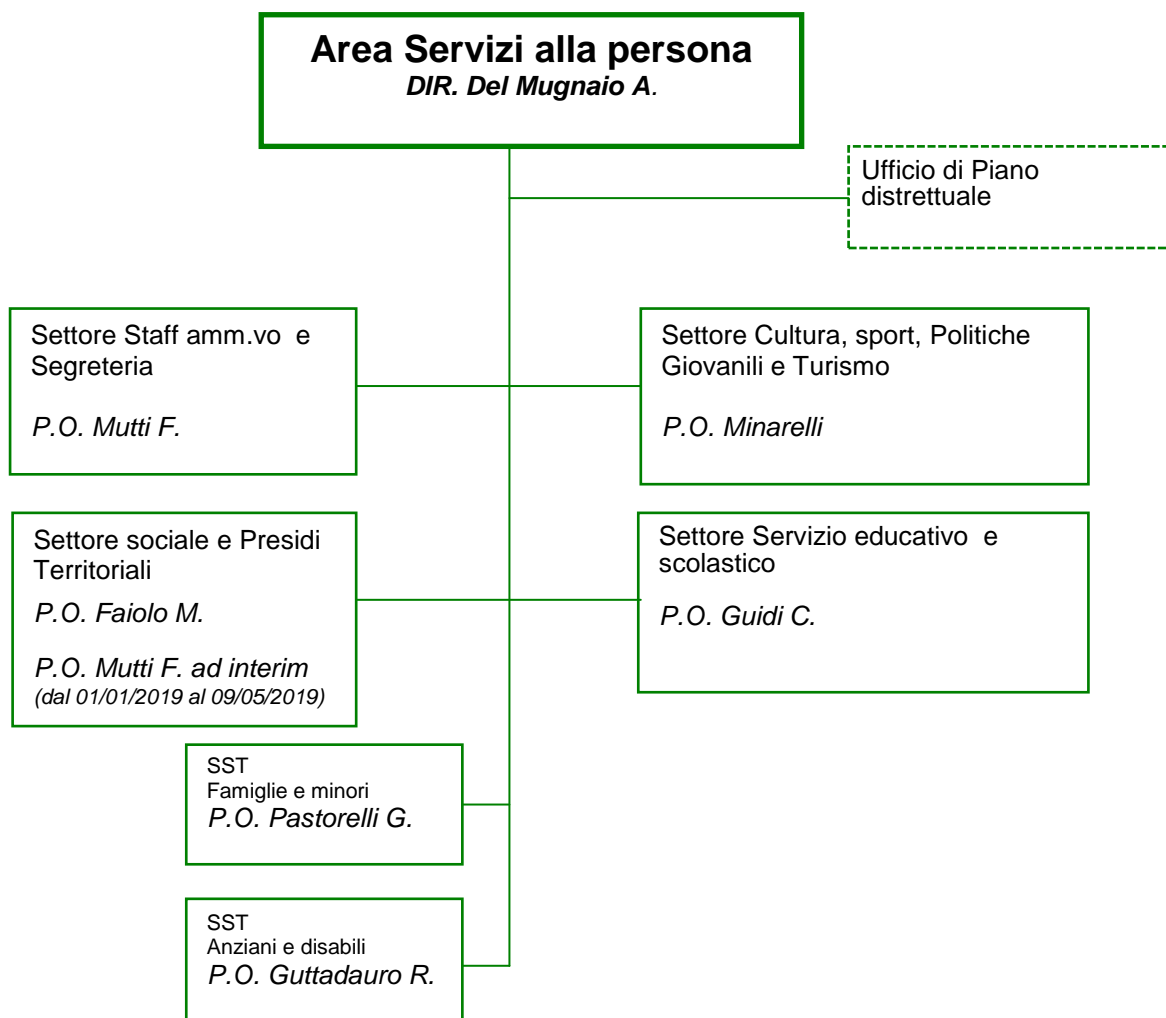 Area Servizi alla persona
DIR. Del Mugnaio A.
Ufficio di Piano
distrettuale
Settore Staff amm.vo e
Segreteria
P.O. Mutti F.
Settore Cultura, sport, Politiche
Giovanili e Turismo
P.O. Minarelli
Settore sociale e Presidi
Territoriali
P.O. Faiolo M.
P.O. Mutti F. ad interim
(dal 01/01/2019 al 09/05/2019)
Settore Servizio educativo e
scolastico
P.O. Guidi C.
SST
Famiglie e minori
P.O. Pastorelli G.
SST
Anziani e disabili
P.O. Guttadauro R.